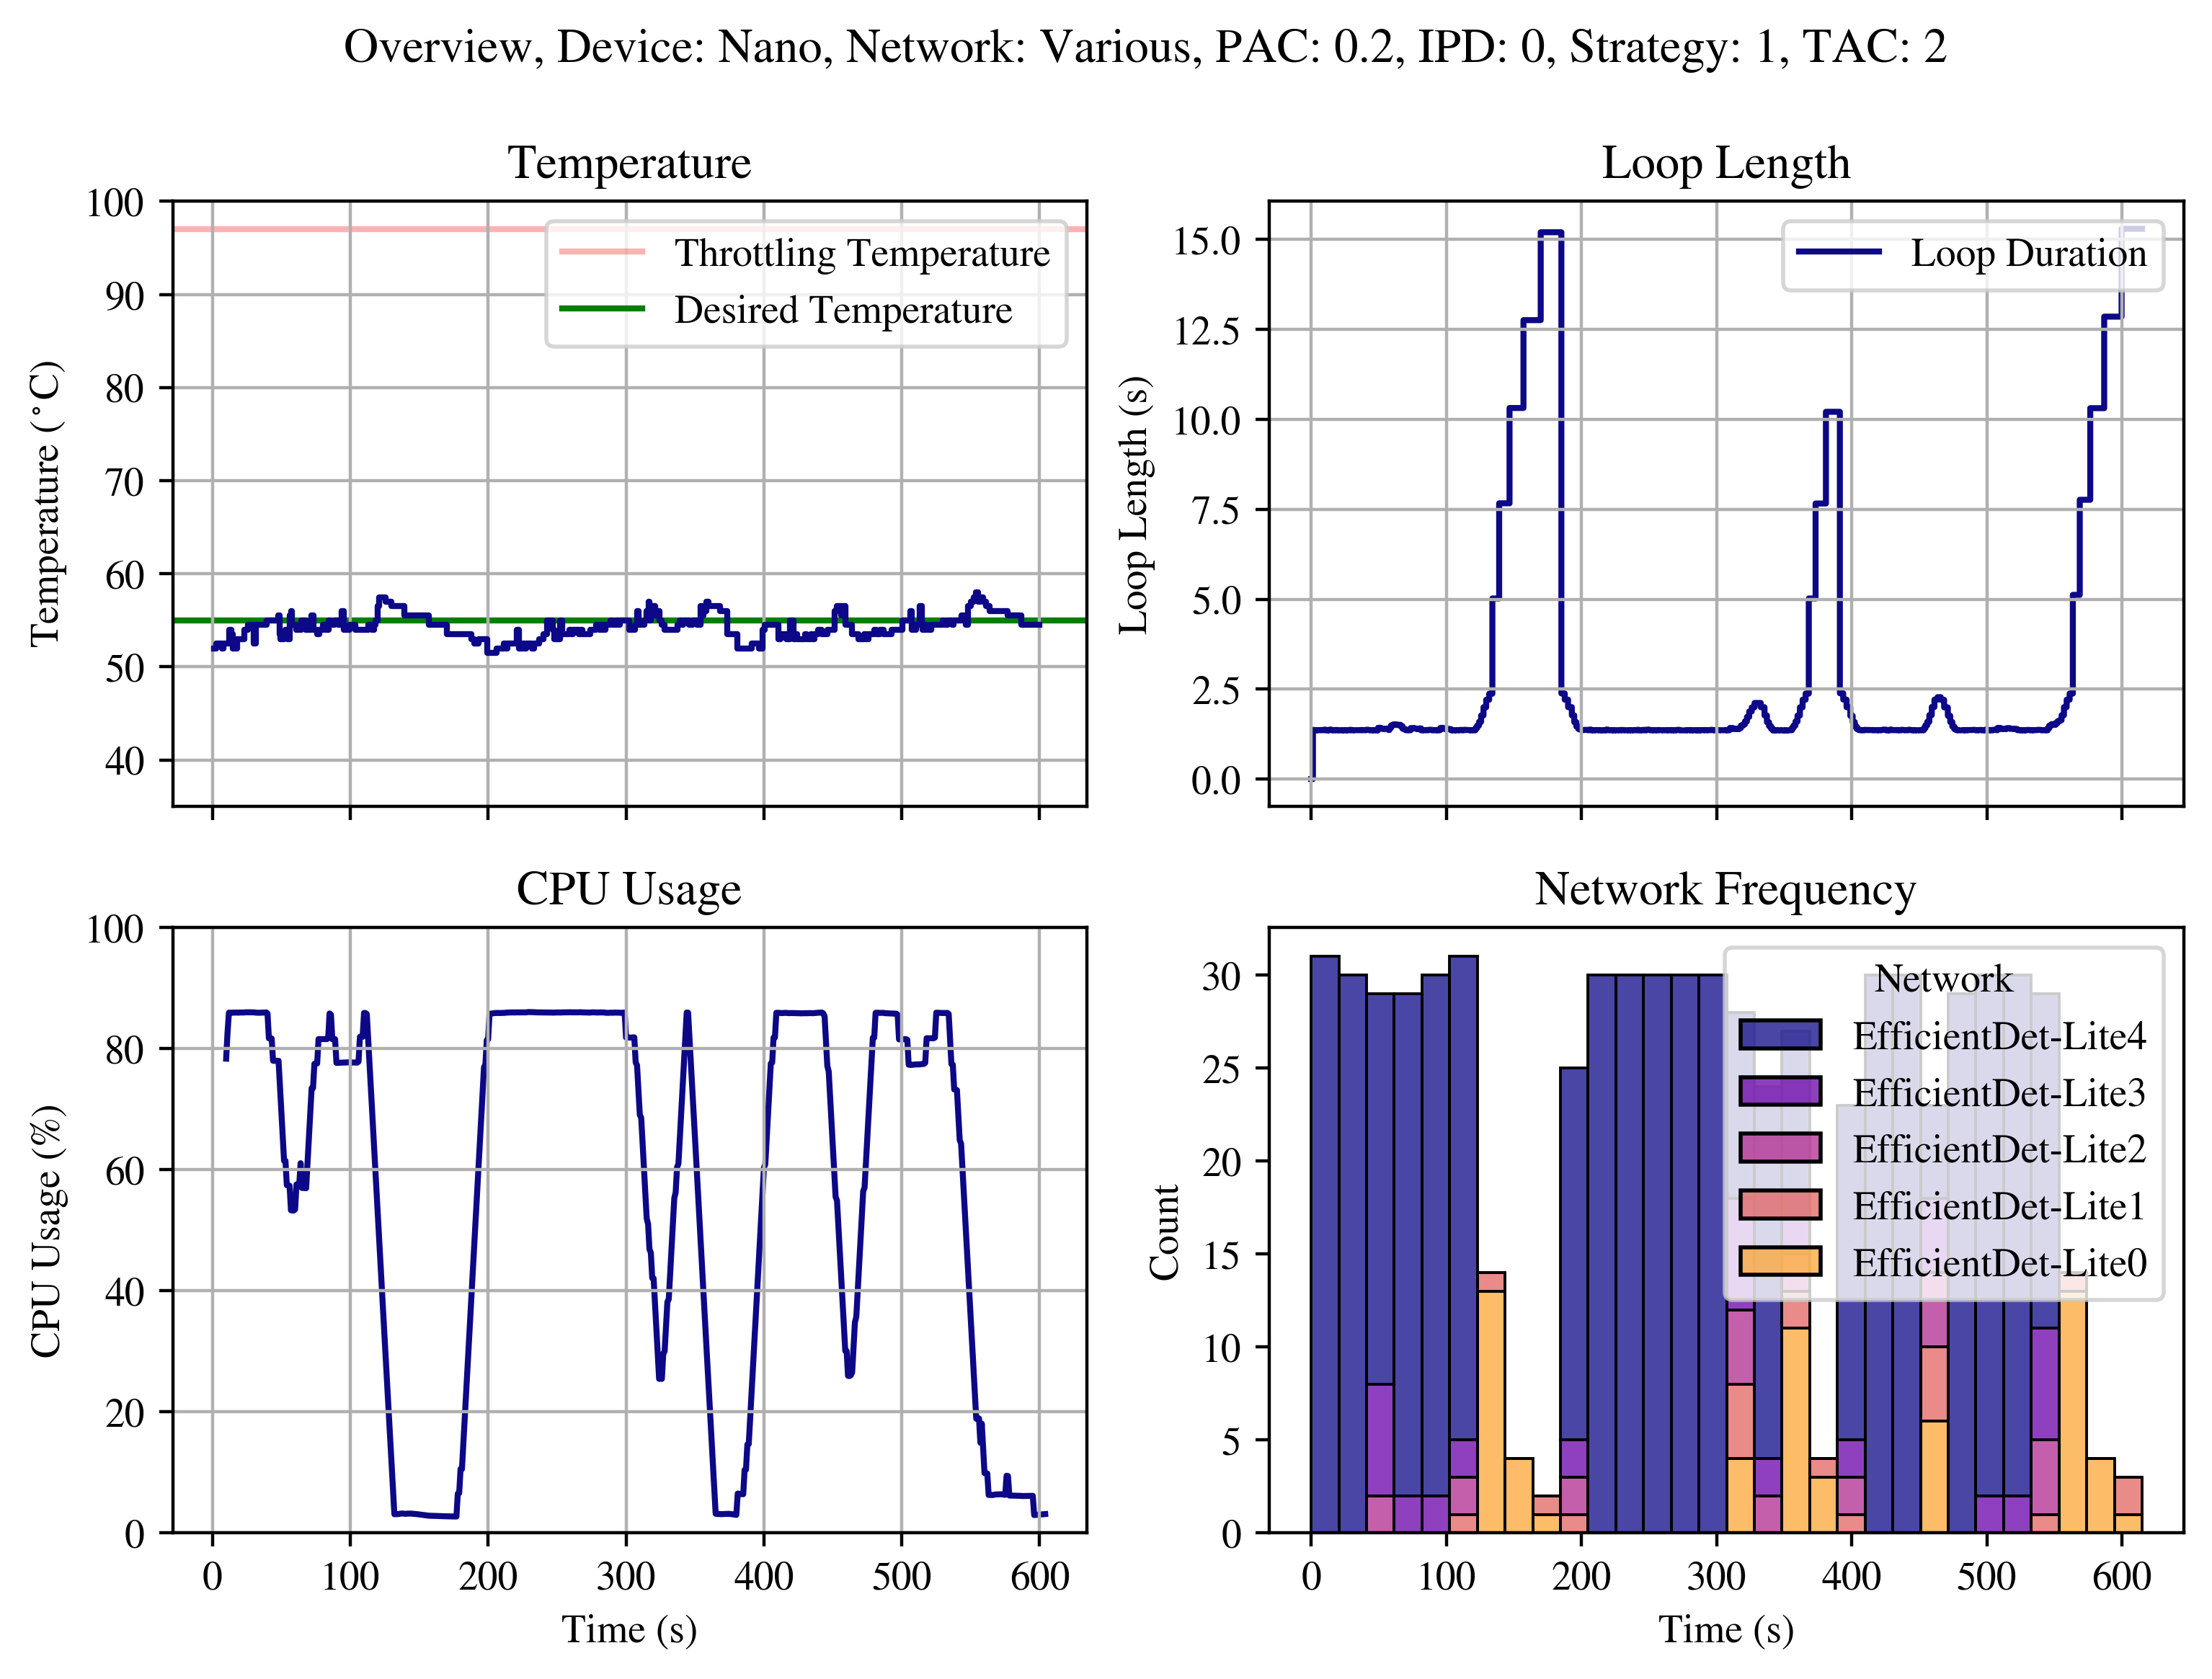 Overview, Device: Nano, Network: Various, PAC: 0.2, IPD: 0, Strategy: 1, TAC: 2
Temperature
100
90
80
70
60
50
40
Temperature (°C)
Throttling Temperature
Desired Temperature
Loop Length
15.0
12.5
10.0
7.5
5.0
2.5
0.0
Loop Length (s)
Loop Duration
CPU Usage
100
80
60
40
20
0
CPU Usage (%)
0 100 200 300 400 500 600
Time (s)
Network Frequency
30
25
20
15
10
5
0
Count
Network
EfficientDet-Lite4
EfficientDet-Lite3
EfficientDet-Lite2
EfficientDet-Lite1
EfficientDet-Lite0
0 100 200 300 400 500 600
Time (s)